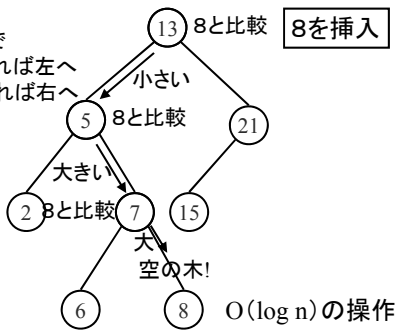 13 8と比較 8を挿入
で
れば左へ
れば右へ
小さい
5 8と比較 21
大きい
2 8と比較 7 15
大
空の木!
6 8 O(log n)の操作